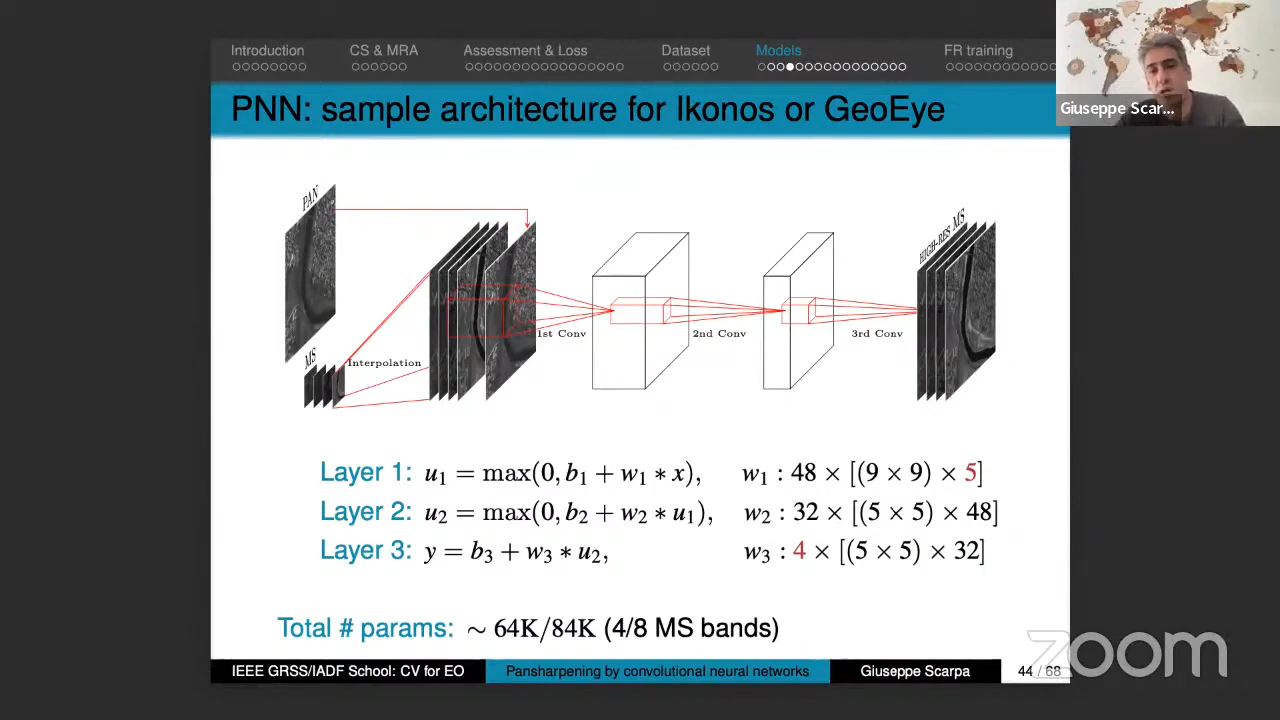 Introduction CS & MRA Assessment & Loss Dataset Models FR training
PNN: sample architecture for Ikonos or GeoEye
Giuseppe Scar...
PAN
HIGH-RES MS
1st Conv
2nd Conv
3rd Conv
MS
Interpolation
Layer 1: u₁ = max(0, b₁ + w₁ * x), w₁ : 48 × [(9 × 9) × 5]
Layer 2: u₂ = max(0, b₂ + w₂ * u₁), w₂ : 32 × [(5 × 5) × 48]
Layer 3: y = b₃ + w₃ * u₂, w₃ : 4 × [(5 × 5) × 32]
Total # params: ∼ 64K/84K (4/8 MS bands)
zoom
IEEE GRSS/IADF School: CV for EO Pansharpening by convolutional neural networks Giuseppe Scarpa 44 / 68